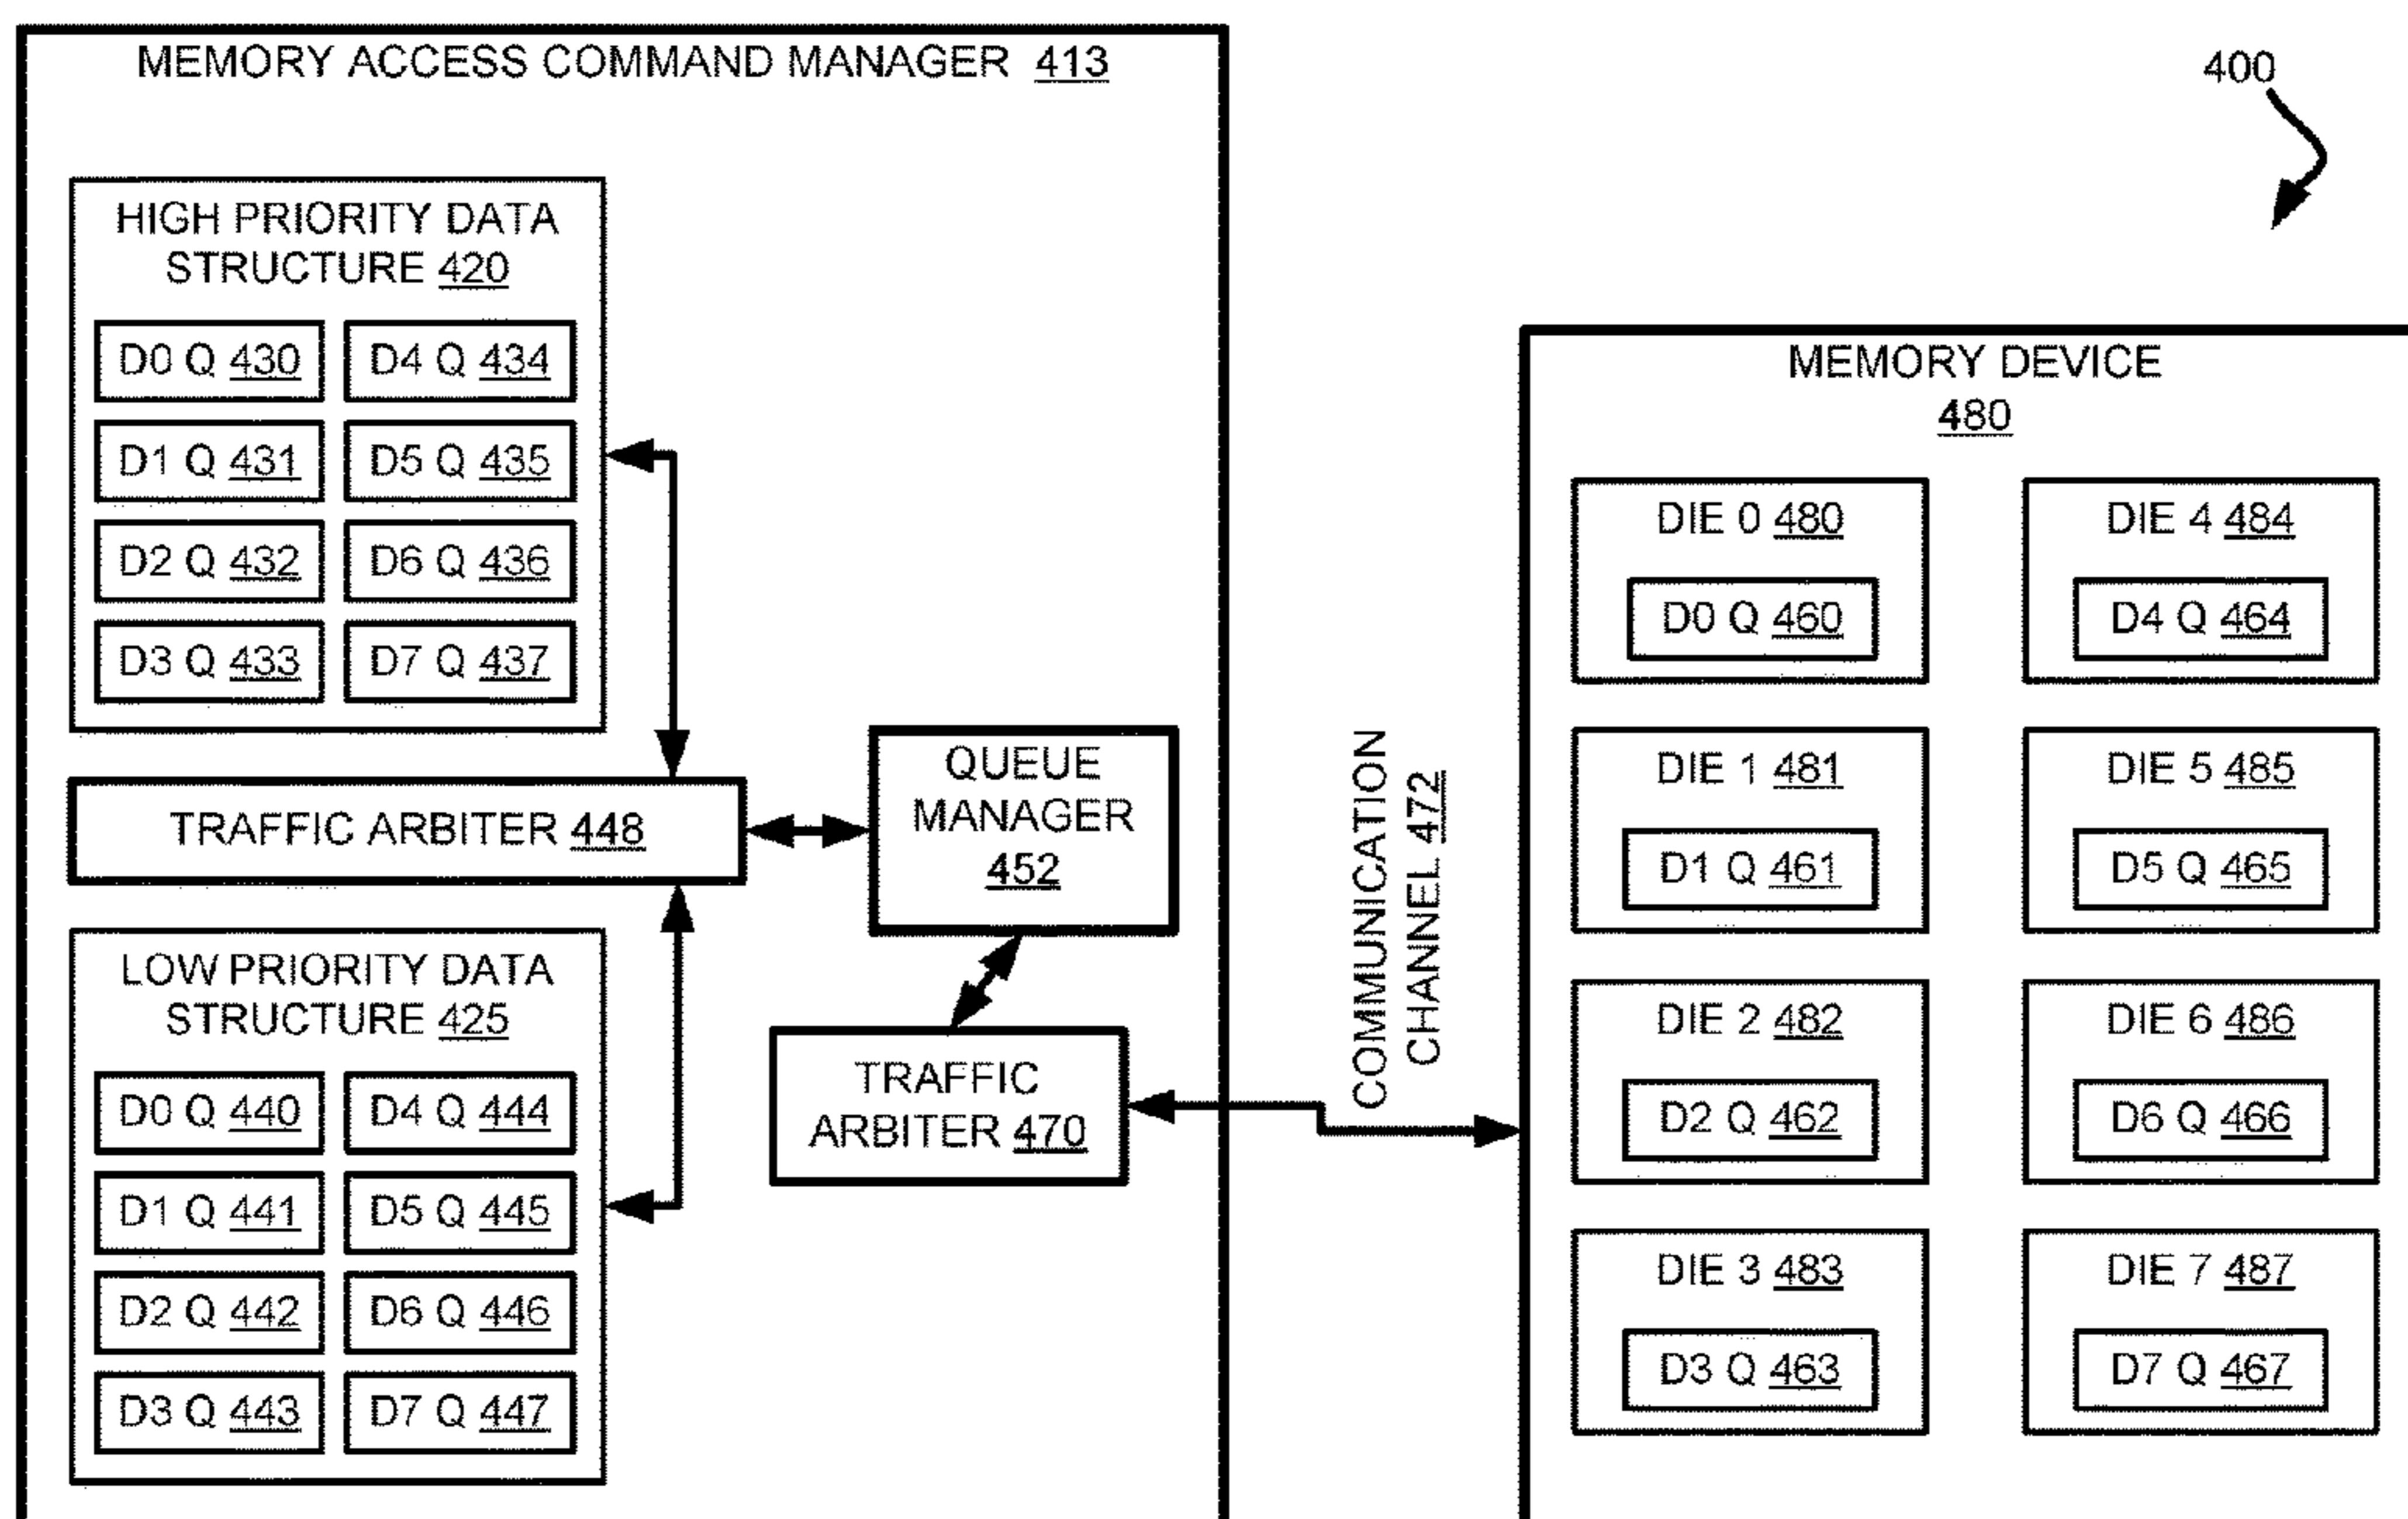 MEMORY ACCESS COMMAND MANAGER 413
400
HIGH PRIORITY DATA
STRUCTURE 420
D0 Q 430
D4 Q 434
D1 Q 431
D5 Q 435
D2 Q 432
D6 Q 436
D3 Q 433
D7 Q 437
TRAFFIC ARBITER 448
QUEUE
MANAGER
452
LOW PRIORITY DATA
STRUCTURE 425
D0 Q 440
D4 Q 444
D1 Q 441
D5 Q 445
D2 Q 442
D6 Q 446
D3 Q 443
D7 Q 447
TRAFFIC
ARBITER 470
COMMUNICATION
CHANNEL 472
MEMORY DEVICE
480
DIE 0 480
D0 Q 460
DIE 4 484
D4 Q 464
DIE 1 481
D1 Q 461
DIE 5 485
D5 Q 465
DIE 2 482
D2 Q 462
DIE 6 486
D6 Q 466
DIE 3 483
D3 Q 463
DIE 7 487
D7 Q 467